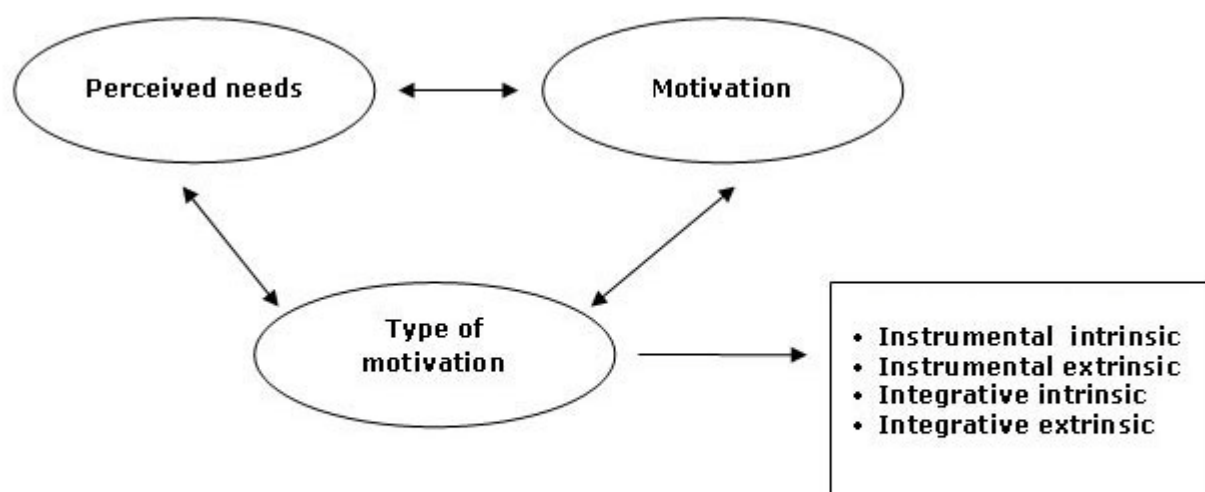 Perceived needs
Motivation
Type of
motivation
• Instrumental intrinsic
• Instrumental extrinsic
• Integrative intrinsic
• Integrative extrinsic